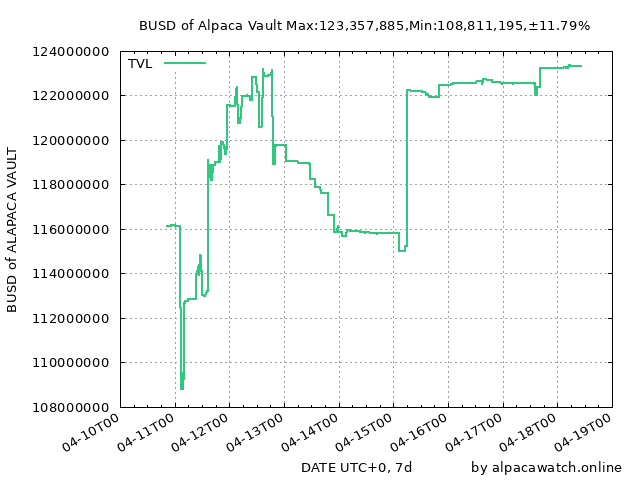 BUSD of Alpaca Vault Max:123,357,885,Min:108,811,195,±11.79%
TVL
BUSD of ALAPACA VAULT
124000000
122000000
120000000
118000000
116000000
114000000
112000000
110000000
108000000
04-10T00
04-11T00
04-12T00
04-13T00
04-14T00
04-15T00
04-16T00
04-17T00
04-18T00
04-19T00
DATE UTC+0, 7d
by alpacawatch.online